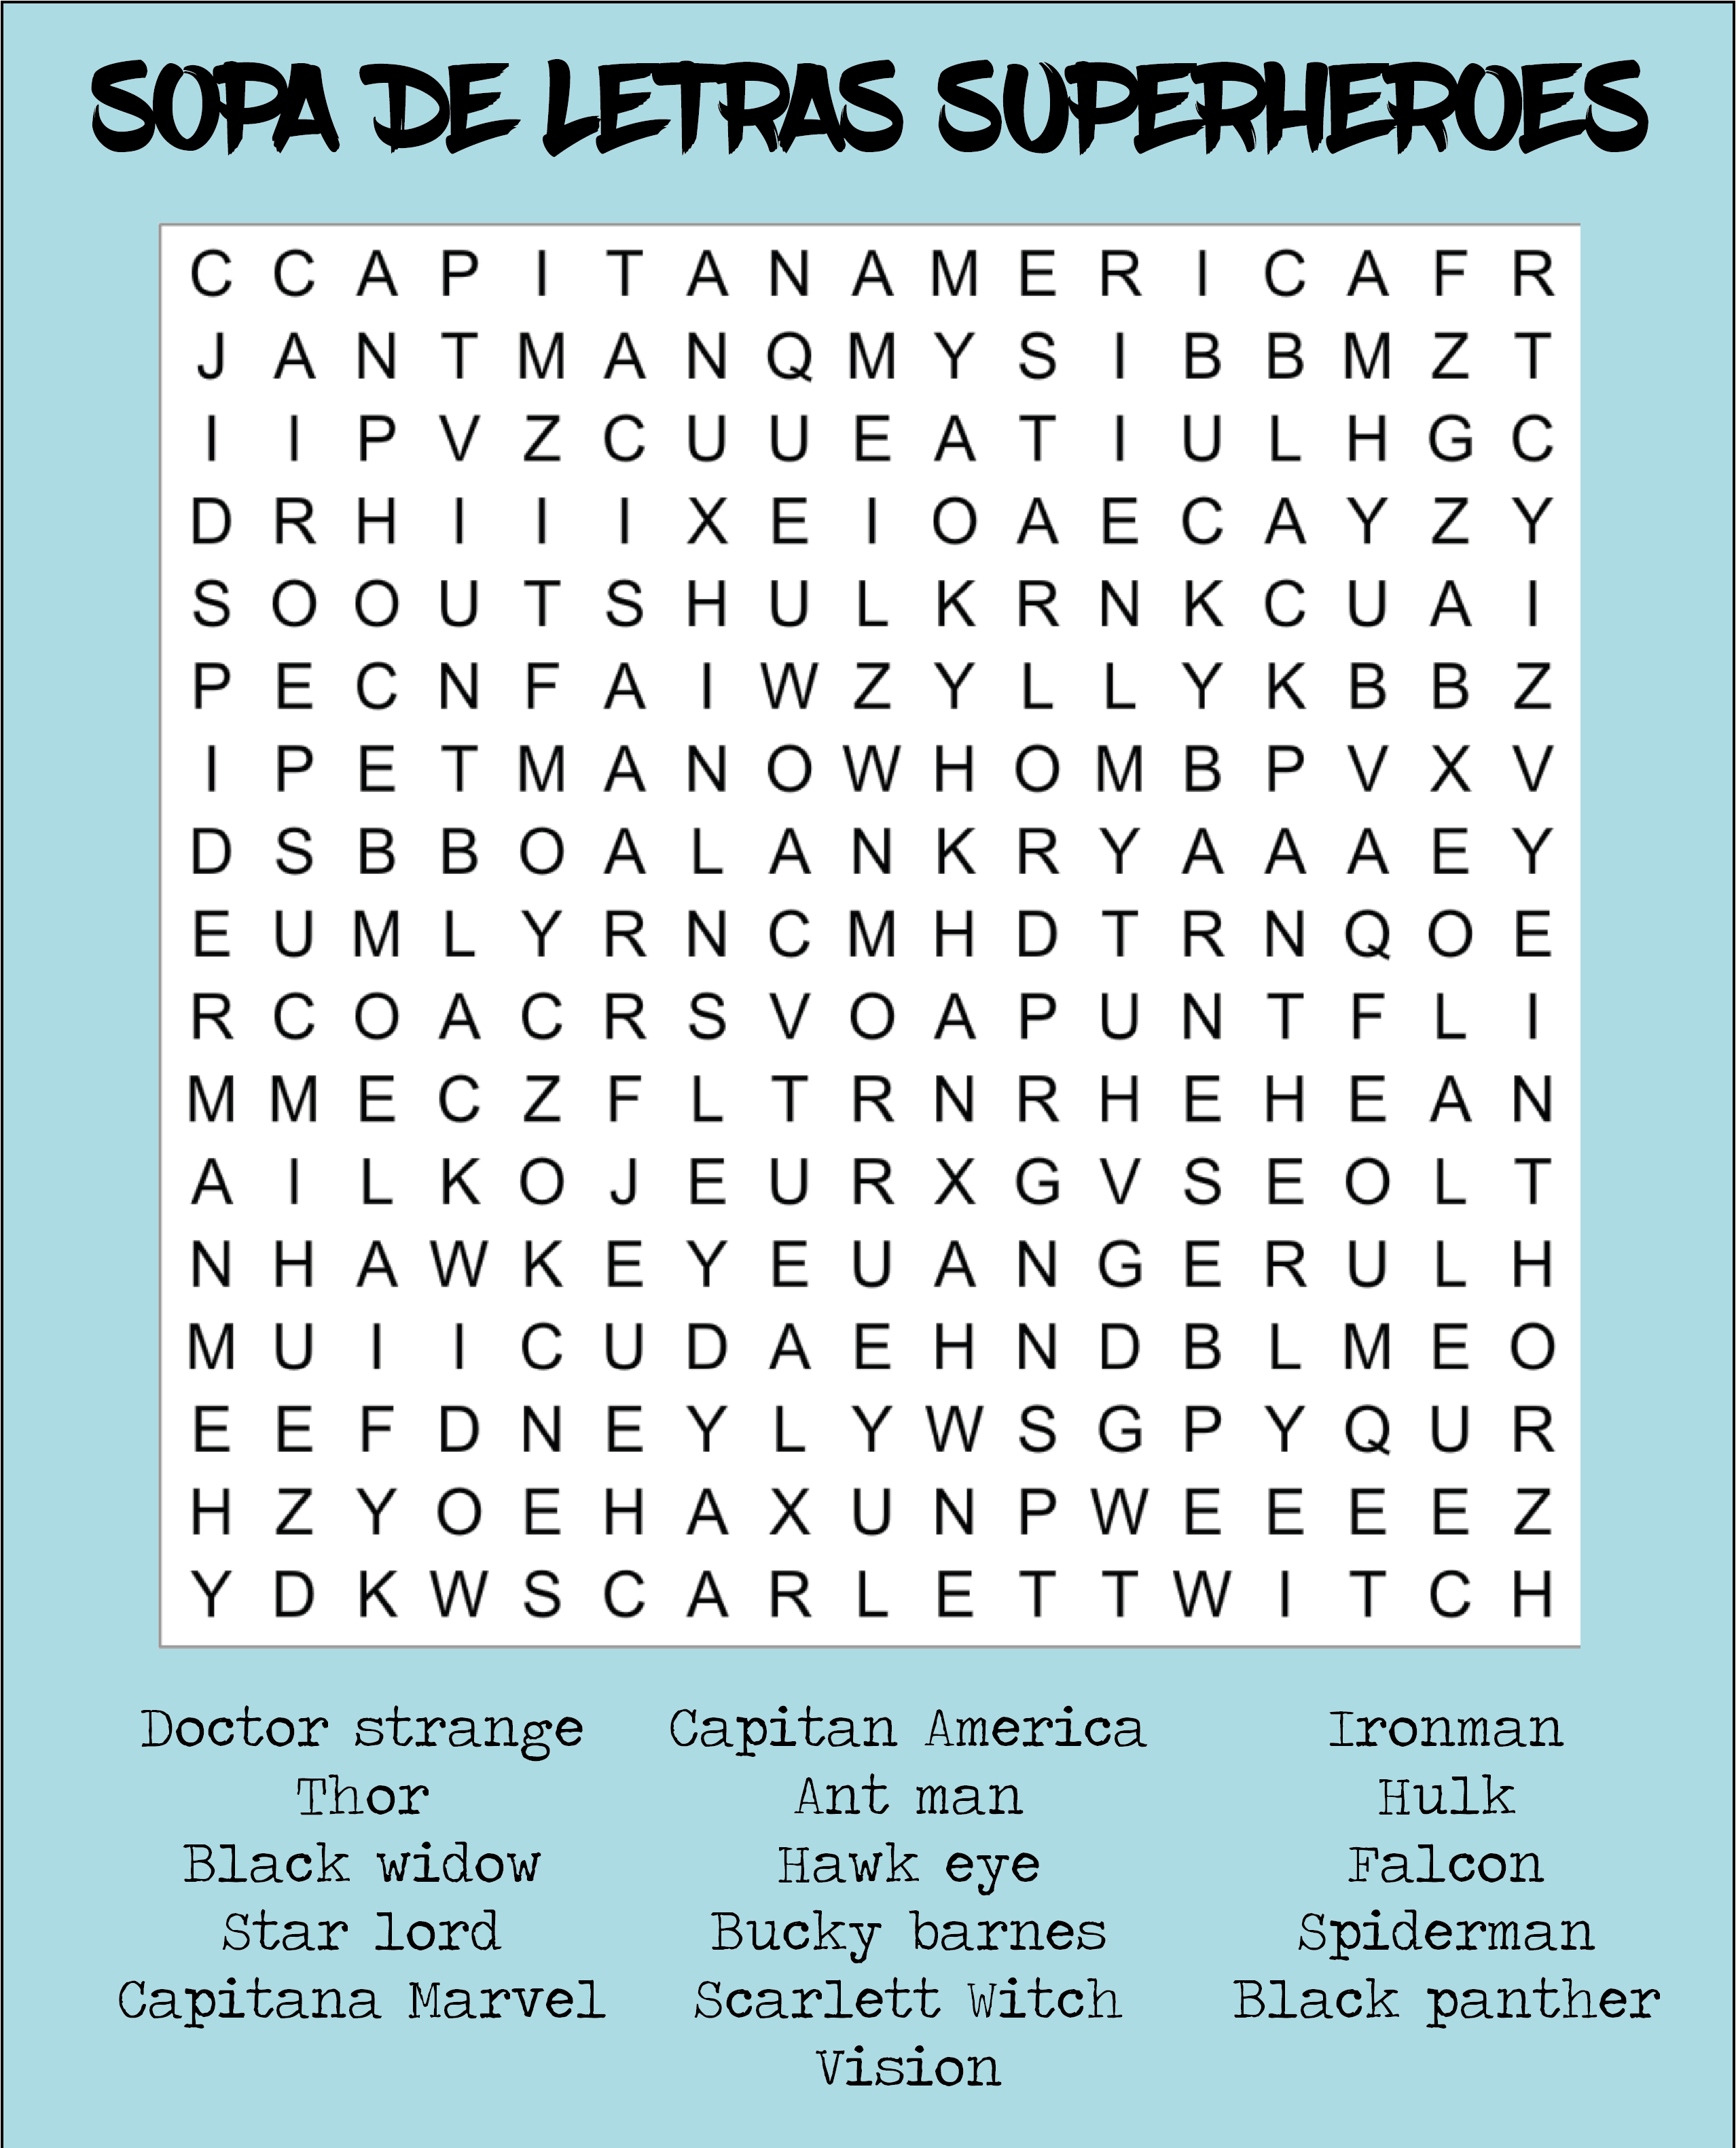 SOPA DE LETRAS SUPERHEROES
C C A P I T A N A M E R I C A F R
J A N T M A N Q M Y S I B B M Z T
I I P V Z C U U E A T I U L H G C
D R H I I I X E I O A E C A Y Z Y
S O O U T S H U L K R N K C U A I
P E C N F A I W Z Y L L Y K B B Z
I P E T M A N O W H O M B P V X V
D S B B O A L A N K R Y A A A E Y
E U M L Y R N C M H D T R N Q O E
R C O A C R S V O A P U N T F L I
M M E C Z F L T R N R H E H E A N
A I L K O J E U R X G V S E O L T
N H A W K E Y E U A N G E R U L H
M U I I C U D A E H N D B L M E O
E E F D N E Y L Y W S G P Y Q U R
H Z Y O E H A X U N P W E E E E Z
Y D K W S C A R L E T T W I T C H
Doctor strange Capitan America Ironman
Thor Ant man Hulk
Black widow Hawk eye Falcon
Star lord Bucky barnes Spiderman
Capitana Marvel Scarlett Witch Black panther
Vision